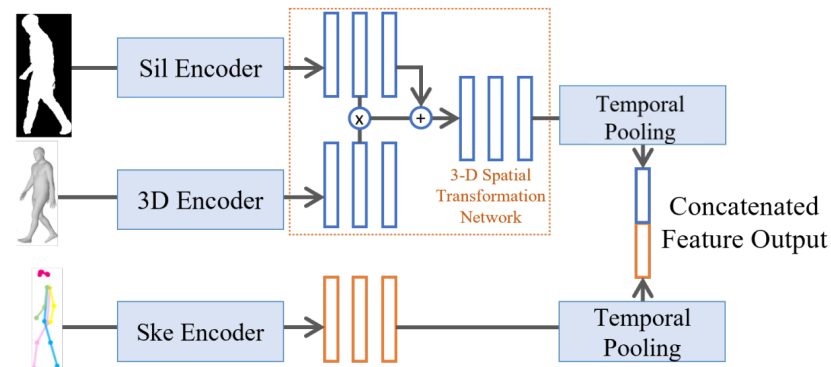 Sil Encoder
x
+
3-D Spatial
Transformation
Network
Temporal
Pooling
3D Encoder
Concatenated
Feature Output
Ske Encoder
Temporal
Pooling